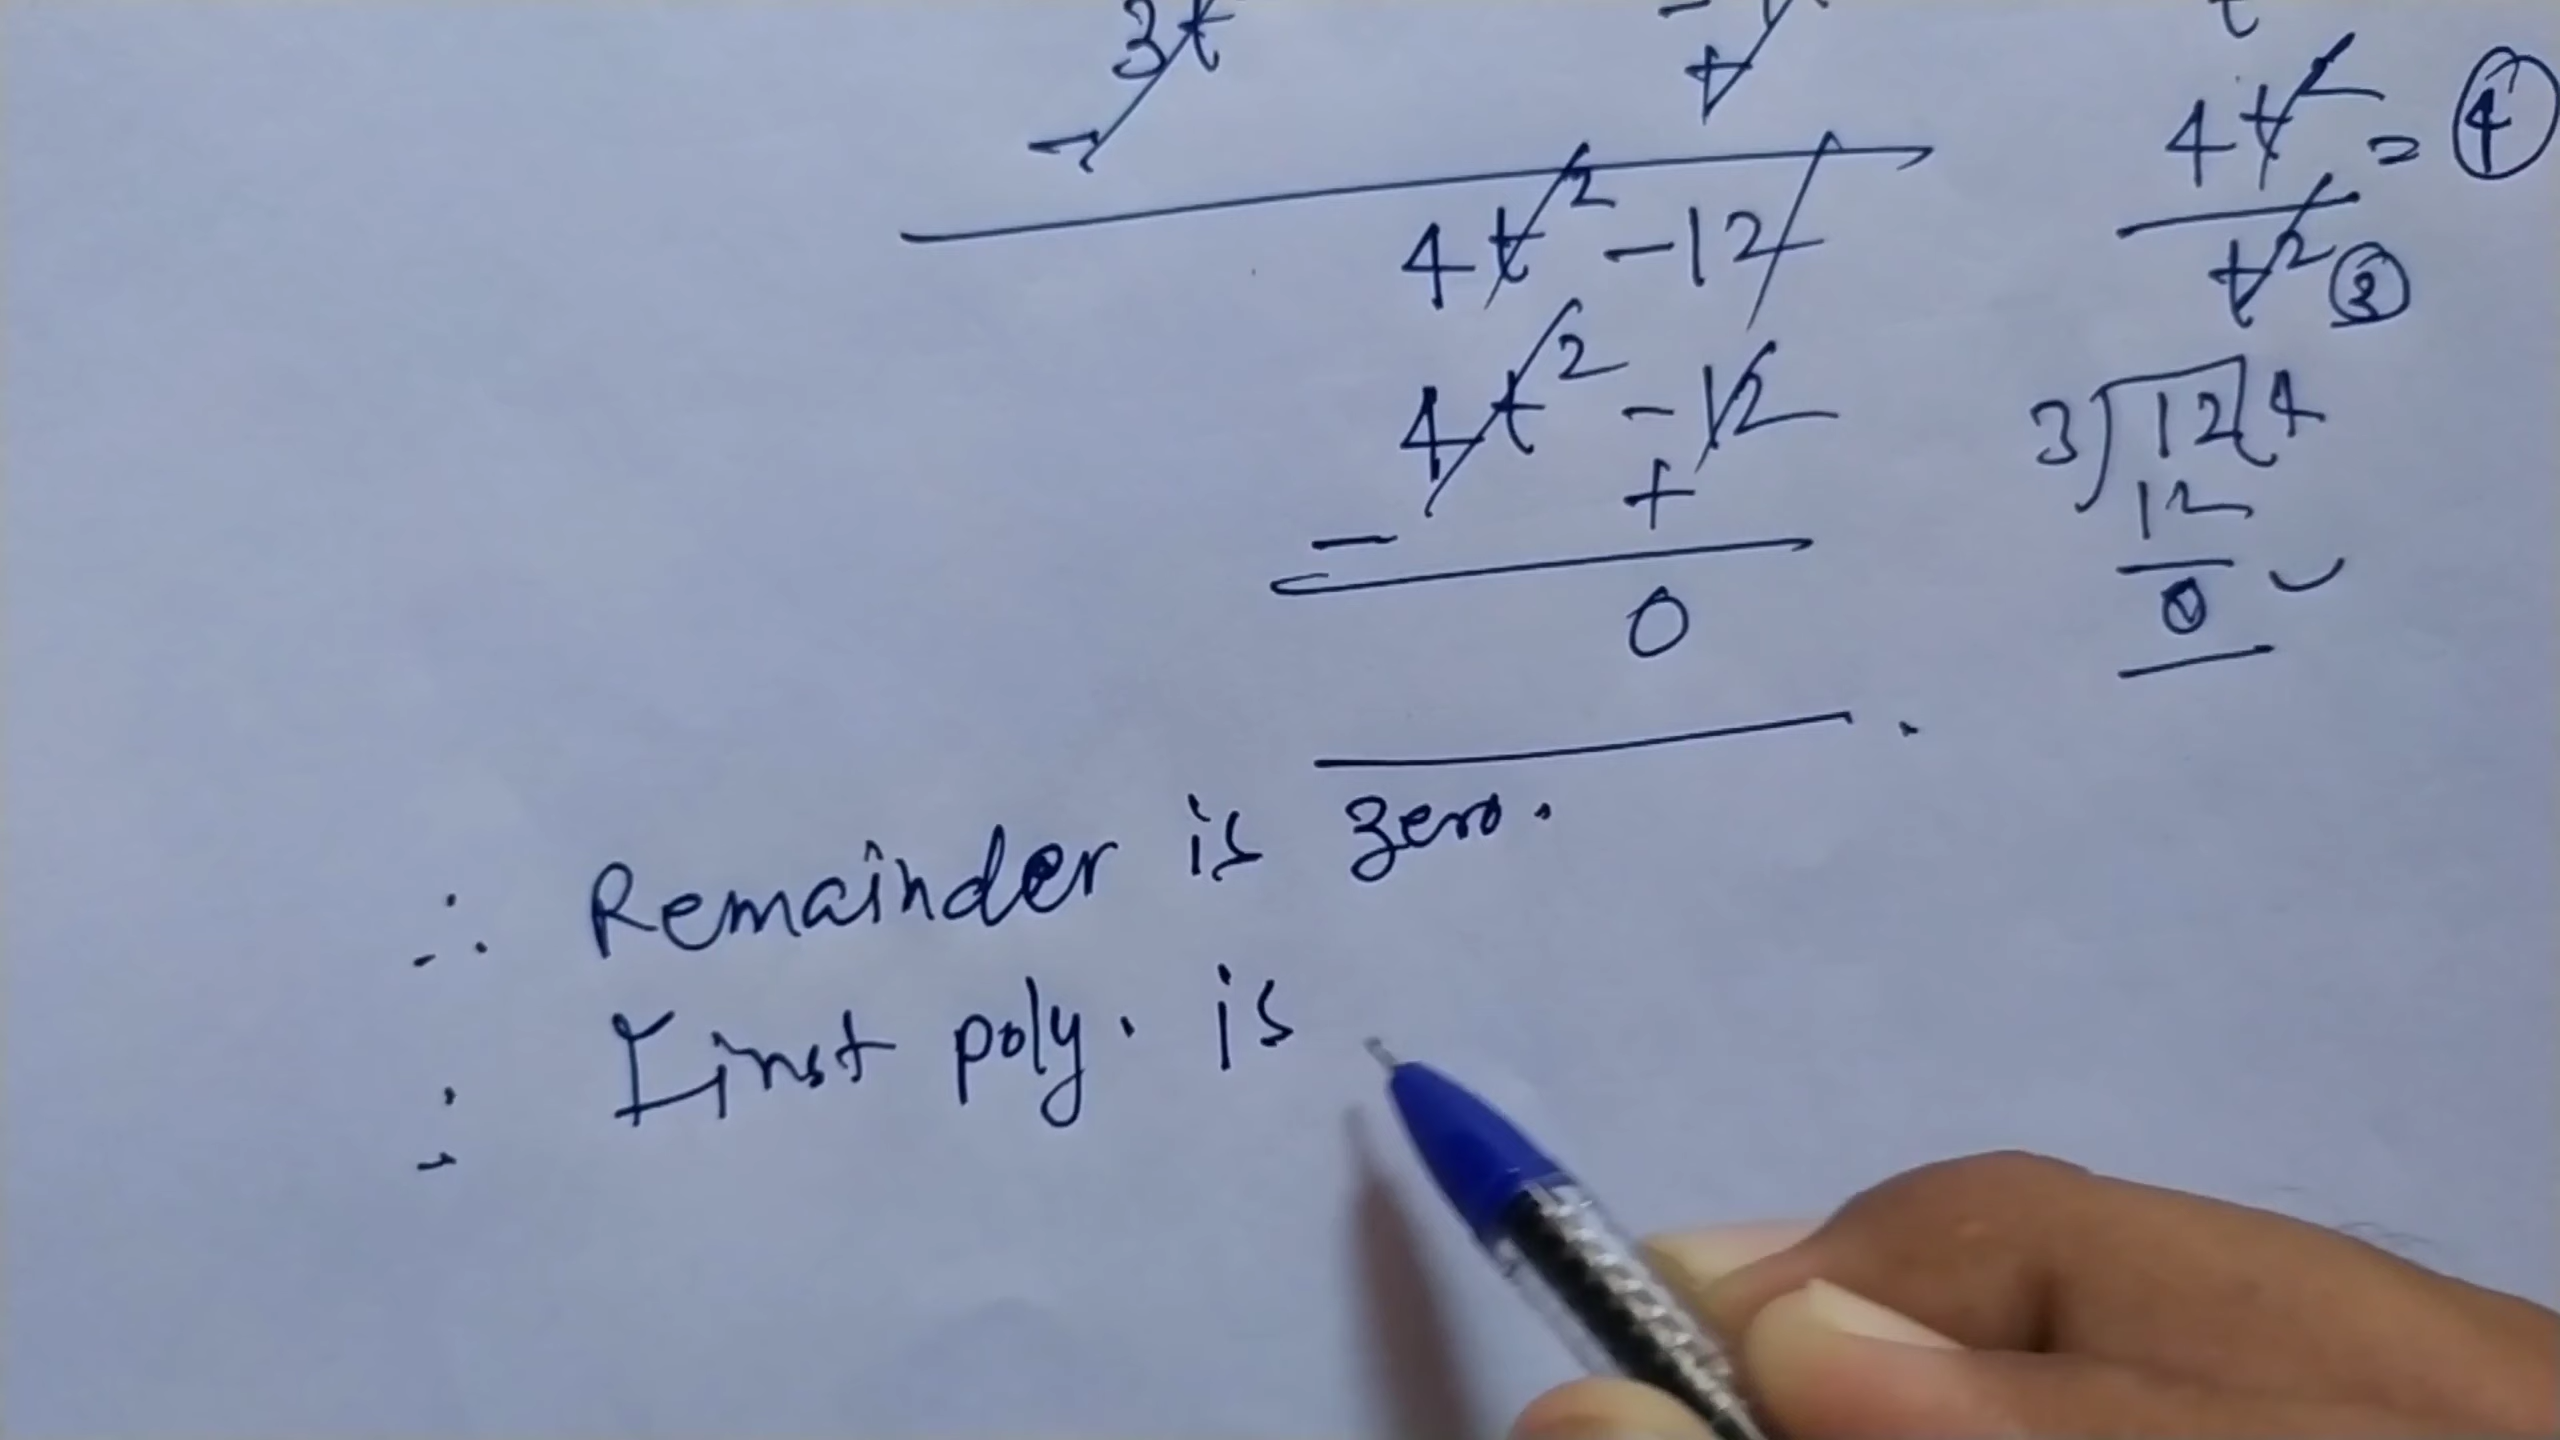 3t
- +
- t
4t² = ④
4t² - 12
t² ③
4t² - 12
3) 12 ( 4
- +
12
0
0
∴ Remainder is zero.
∴ First poly. is